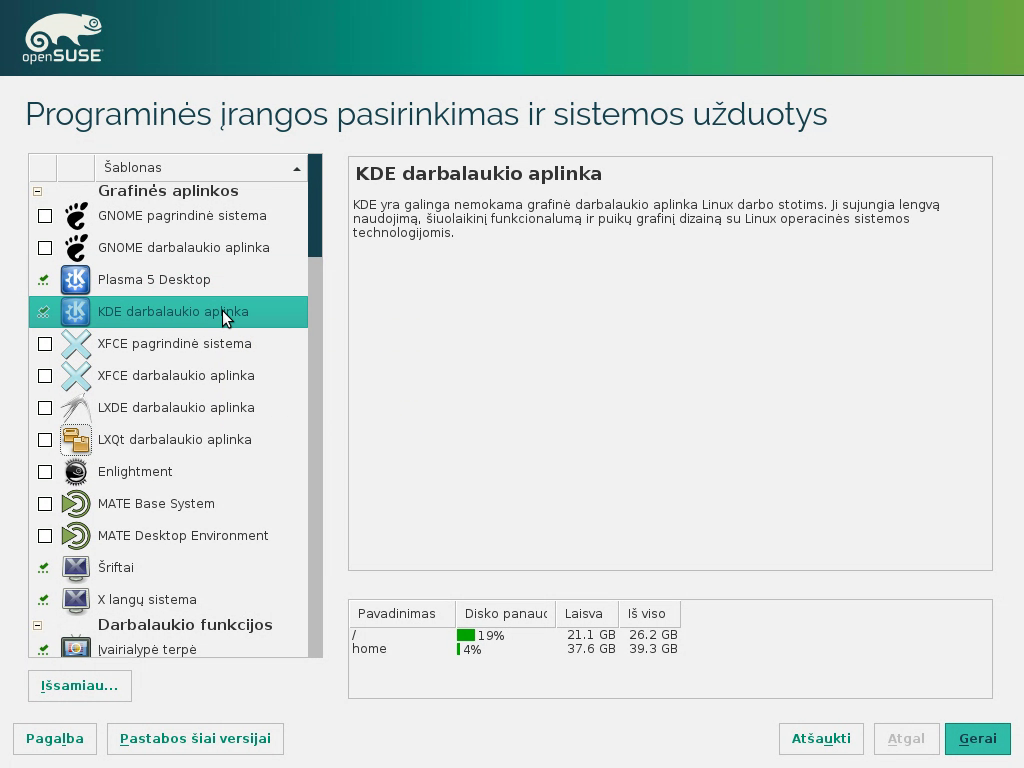 openSUSE
Programinės įrangos pasirinkimas ir sistemos užduotys
Šablonas
Grafinės aplinkos
GNOME pagrindinė sistema
GNOME darbalaukio aplinka
Plasma 5 Desktop
KDE darbalaukio aplinka
XFCE pagrindinė sistema
XFCE darbalaukio aplinka
LXDE darbalaukio aplinka
LXQt darbalaukio aplinka
Enlightment
MATE Base System
MATE Desktop Environment
Šriftai
X langų sistema
Darbalaukio funkcijos
Įvairialypė terpė
Išsamiau...
KDE darbalaukio aplinka
KDE yra galinga nemokama grafinė darbalaukio aplinka Linux darbo stotims. Ji sujungia lengvą
naudojimą, šiuolaikinį funkcionalumą ir puikų grafinį dizainą su Linux operacinės sistemos
technologijomis.
Pavadinimas Disko panauc Laisva Iš viso
/ 19% 21.1 GB 26.2 GB
home 4% 37.6 GB 39.3 GB
Pagalba Pastabos šiai versijai Atšaukti Atgal Gerai